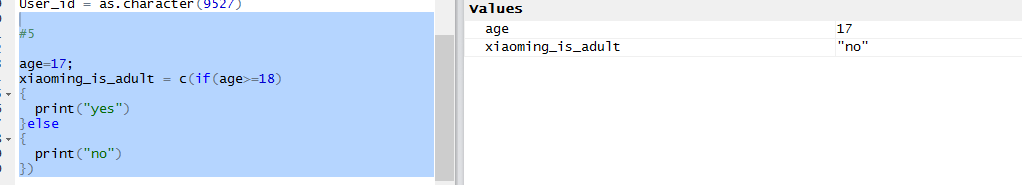 User_id = as.character(9527)
#5
age=17;
xiaoming_is_adult = c(if(age>=18)
{
print("yes")
}else
{
print("no")
})
Values
age 17
xiaoming_is_adult "no"